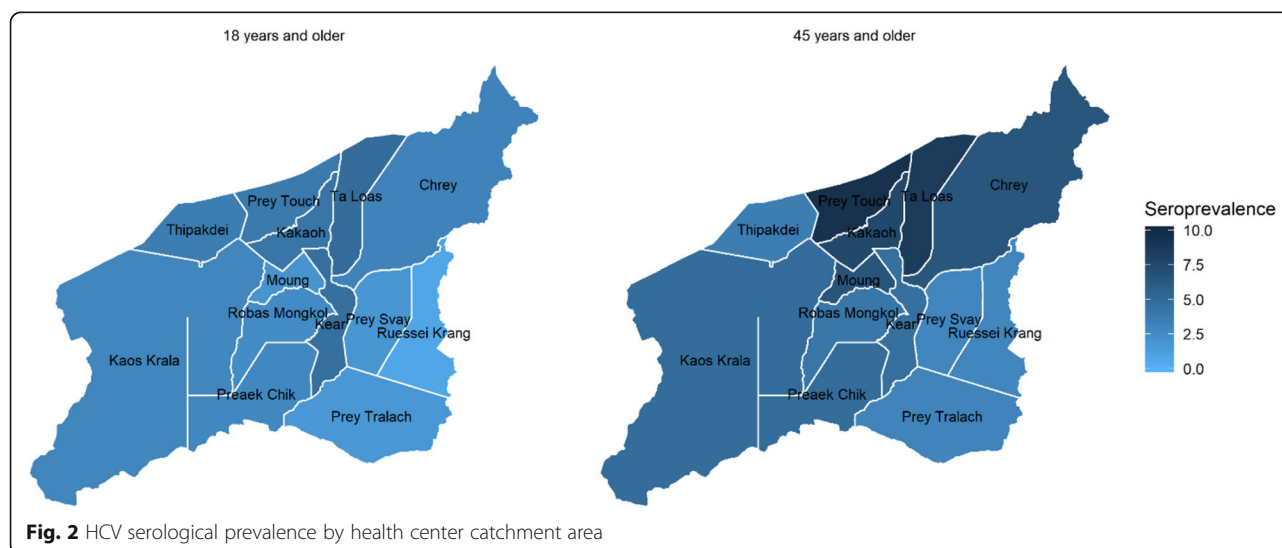 18 years and older
Chrey
Ta Loas
Prey Touch
Thipakdei
Kakaoh
Moung
Robas Mongkol
Kear
Prey Svay
Ruessei Krang
Kaos Krala
Preaek Chik
Prey Tralach
45 years and older
Chrey
Ta Loas
Prey Touch
Thipakdei
Kakaoh
Moung
Robas Mongkol
Kear
Prey Svay
Ruessei Krang
Kaos Krala
Preaek Chik
Prey Tralach
Seroprevalence
10.0
7.5
5.0
2.5
0.0
Fig. 2 HCV serological prevalence by health center catchment area